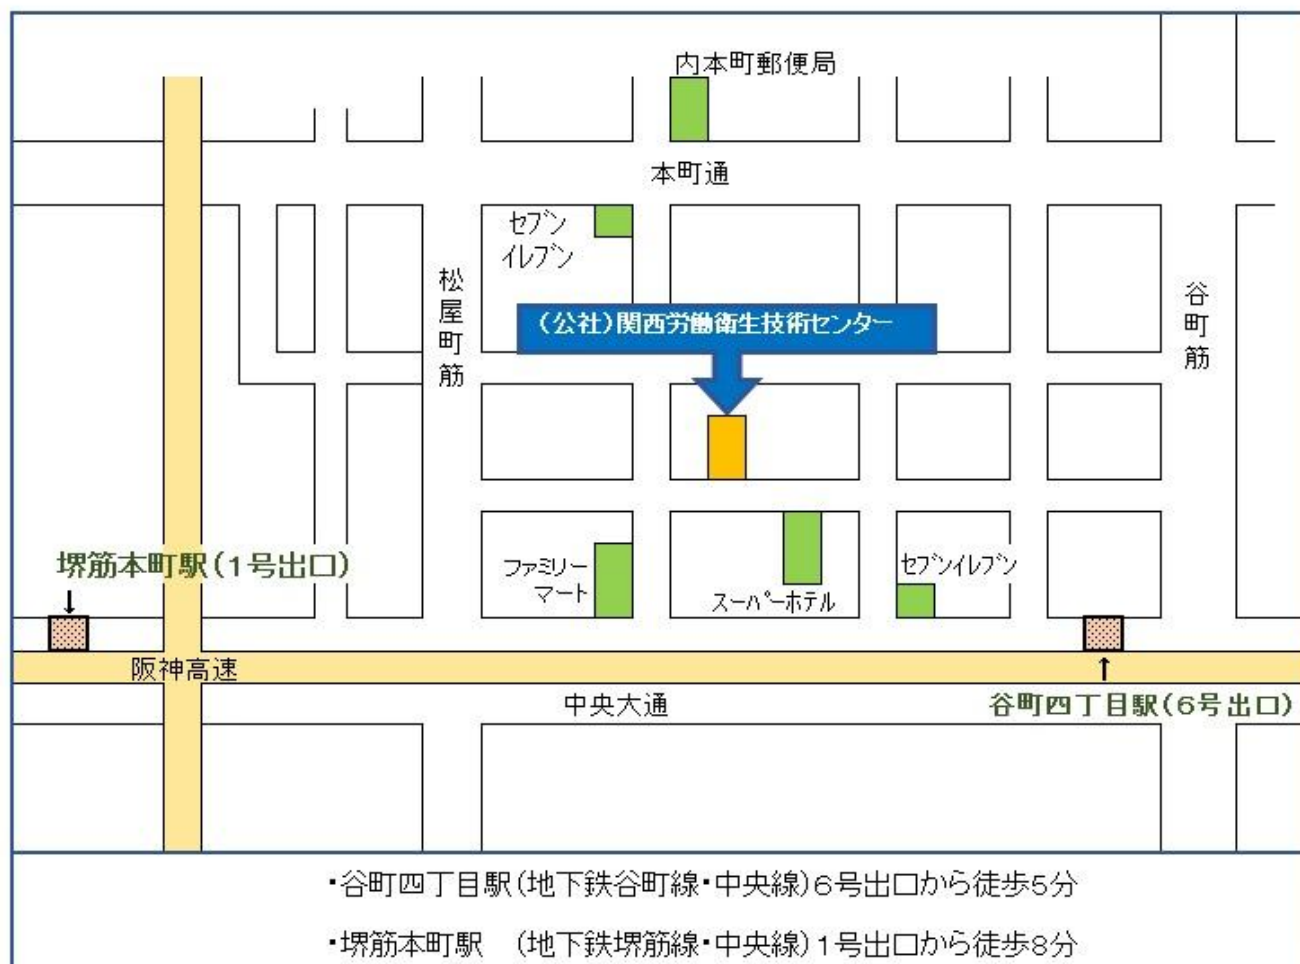 内本町郵便局
本町通
セブン
イレブン
松屋町筋
谷町筋
（公社）関西労働衛生技術センター
堺筋本町駅（1号出口）
↓
ファミリー
マート
スーパーホテル
セブンイレブン
阪神高速
↑
中央大通
谷町四丁目駅（6号出口）
・谷町四丁目駅（地下鉄谷町線・中央線）6号出口から徒歩5分
・堺筋本町駅　（地下鉄堺筋線・中央線）1号出口から徒歩8分